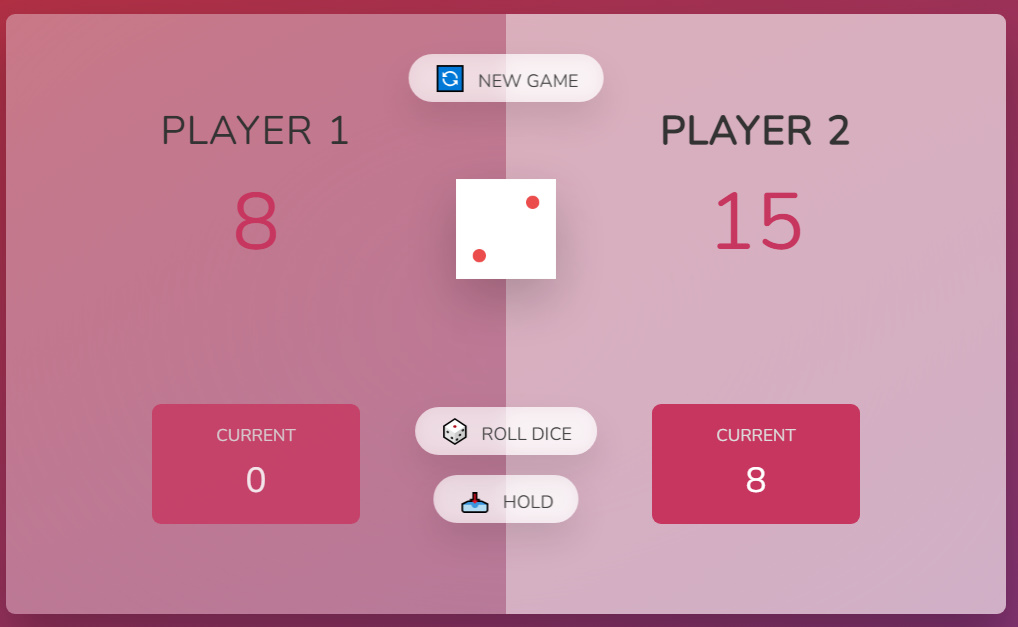 NEW GAME
PLAYER 1
8
PLAYER 2
15
CURRENT
0
ROLL DICE
HOLD
CURRENT
8